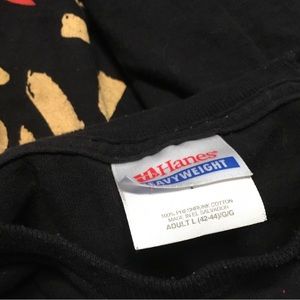 Hanes®
HEAVYWEIGHT
100% PRESHRUNK COTTON
MADE IN EL SALVADOR
ADULT L (42-44)/G/G